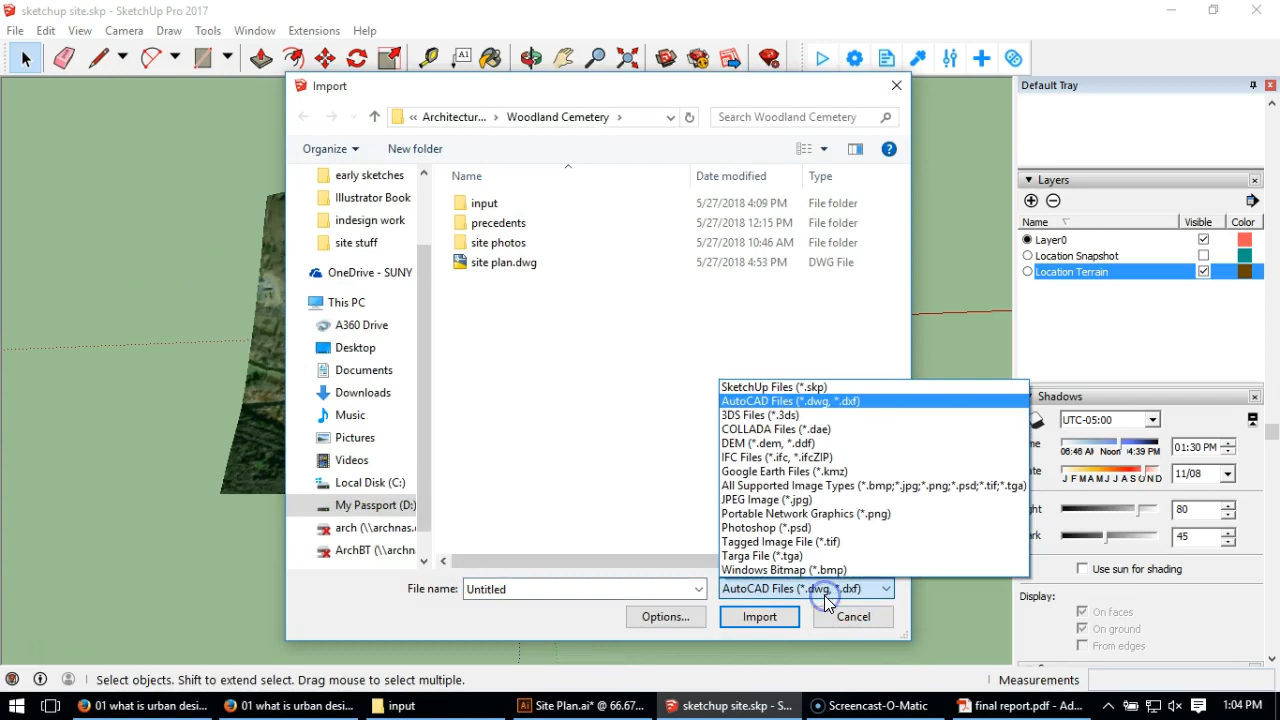 sketchup site.skp - SketchUp Pro 2017
File Edit View Camera Draw Tools Window Extensions Help
A1
Import
Default Tray
« Architectur... › Woodland Cemetery ›
Search Woodland Cemetery
Organize
New folder
?
Name
Date modified
Type
early sketches
Illustrator Book
indesign work
site stuff
OneDrive - SUNY
This PC
A360 Drive
Desktop
Documents
Downloads
Music
Pictures
Videos
Local Disk (C:)
My Passport (D:)
arch (\\archnas.
ArchBT (\\archn
input 5/27/2018 4:09 PM File folder
precedents 5/27/2018 12:15 PM File folder
site photos 5/27/2018 10:46 AM File folder
site plan.dwg 5/27/2018 4:53 PM DWG File
SketchUp Files (*.skp)
AutoCAD Files (*.dwg, *.dxf)
3DS Files (*.3ds)
COLLADA Files (*.dae)
DEM (*.dem, *.ddf)
IFC Files (*.ifc, *.ifcZIP)
Google Earth Files (*.kmz)
All Supported Image Types (*.bmp;*.jpg;*.png;*.psd;*.tif;*.tga)
JPEG Image (*.jpg)
Portable Network Graphics (*.png)
Photoshop (*.psd)
Tagged Image File (*.tif)
Targa File (*.tga)
Windows Bitmap (*.bmp)
File name: Untitled
AutoCAD Files (*.dwg, *.dxf)
Options...
Import
Cancel
Layers
Name Visible Color
Layer0
Location Snapshot
Location Terrain
Shadows
UTC-05:00
me 06:46 AM Noon 4:39 PM 01:30 PM
ate J F M A M J J A S O N D 11/08
ght 80
rk 45
Use sun for shading
Display:
On faces
On ground
From edges
Select objects. Shift to extend select. Drag mouse to select multiple.
Measurements
01 what is urban desi...
01 what is urban desi...
input
Site Plan.ai* @ 66.67...
sketchup site.skp - S...
Screencast-O-Matic
final report.pdf - Ad...
1:04 PM